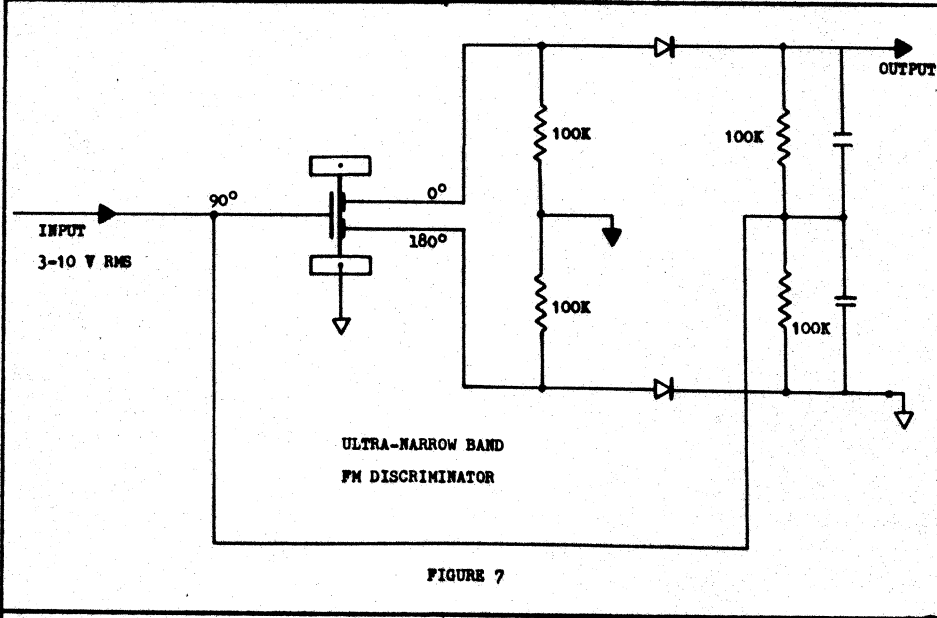 OUTPUT
100K
100K
90°
0°
INPUT
180°
3-10 V RMS
100K
100K
ULTRA-NARROW BAND
FM DISCRIMINATOR
FIGURE 7